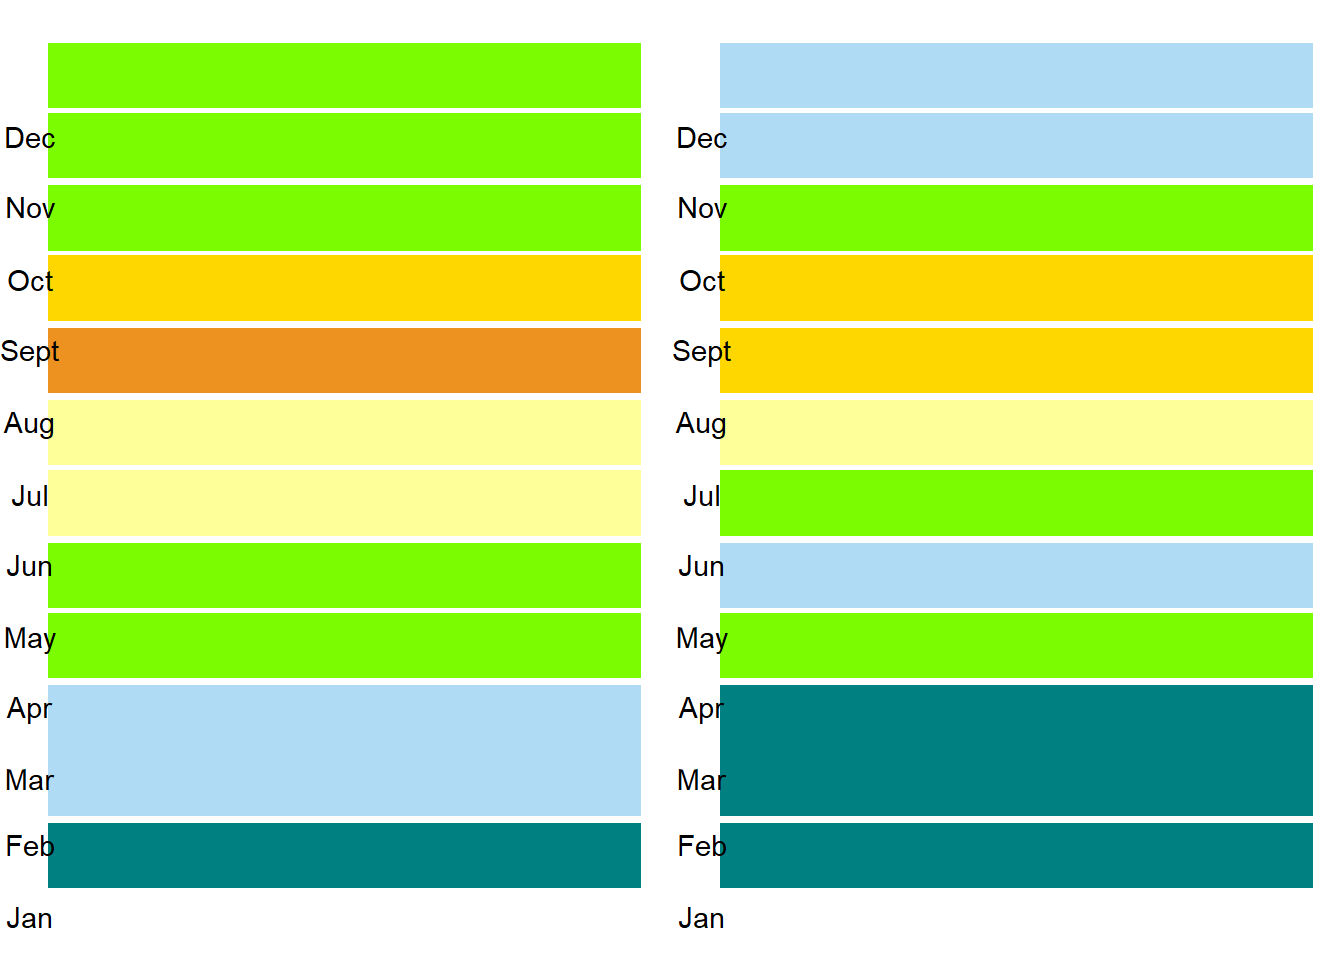 Dec
Nov
Oct
Sept
Aug
Jul
Jun
May
Apr
Mar
Feb
Jan
Dec
Nov
Oct
Sept
Aug
Jul
Jun
May
Apr
Mar
Feb
Jan